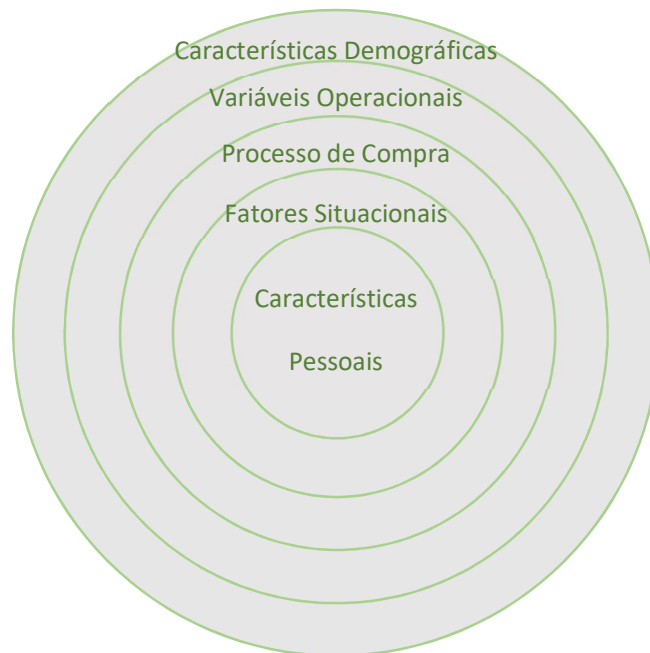 Características Demográficas
Variáveis Operacionais
Processo de Compra
Fatores Situacionais
Características
Pessoais